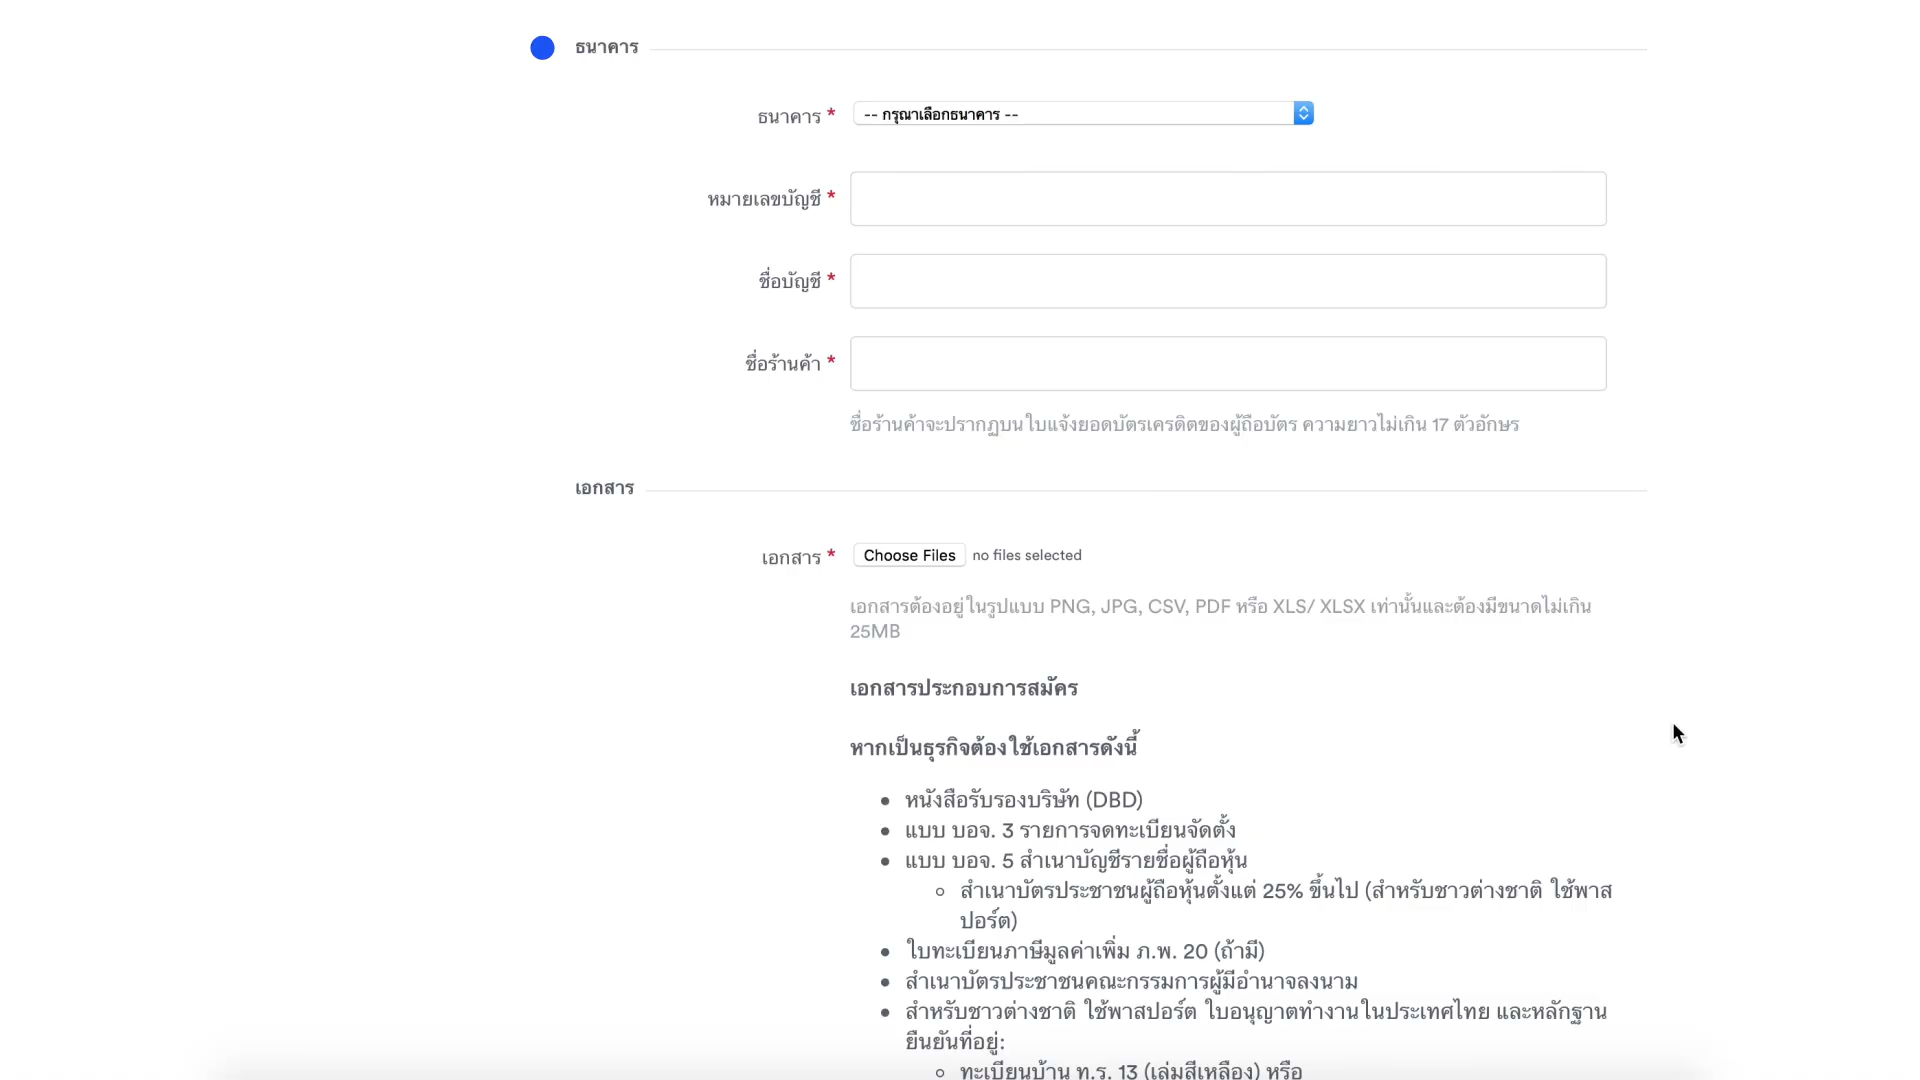 ธนาคาร
ธนาคาร *
-- กรุณาเลือกธนาคาร --
หมายเลขบัญชี *
ชื่อบัญชี *
ชื่อร้านค้า *
ชื่อร้านค้าจะปรากฏบนใบแจ้งยอดบัตรเครดิตของผู้ถือบัตร ความยาวไม่เกิน 17 ตัวอักษร
เอกสาร
เอกสาร *
Choose Files no files selected
เอกสารต้องอยู่ในรูปแบบ PNG, JPG, CSV, PDF หรือ XLS/ XLSX เท่านั้นและต้องมีขนาดไม่เกิน
25MB
เอกสารประกอบการสมัคร
หากเป็นธุรกิจต้องใช้เอกสารดังนี้
หนังสือรับรองบริษัท (DBD)
แบบ บอจ. 3 รายการจดทะเบียนจัดตั้ง
แบบ บอจ. 5 สำเนาบัญชีรายชื่อผู้ถือหุ้น
สำเนาบัตรประชาชนผู้ถือหุ้นตั้งแต่ 25% ขึ้นไป (สำหรับชาวต่างชาติ ใช้พาส
ปอร์ต)
ใบทะเบียนภาษีมูลค่าเพิ่ม ภ.พ. 20 (ถ้ามี)
สำเนาบัตรประชาชนคณะกรรมการผู้มีอำนาจลงนาม
สำหรับชาวต่างชาติ ใช้พาสปอร์ต ใบอนุญาตทำงานในประเทศไทย และหลักฐาน
ยืนยันที่อยู่:
ทะเบียนบ้าน ท.ร. 13 (เล่มสีเหลือง) หรือ